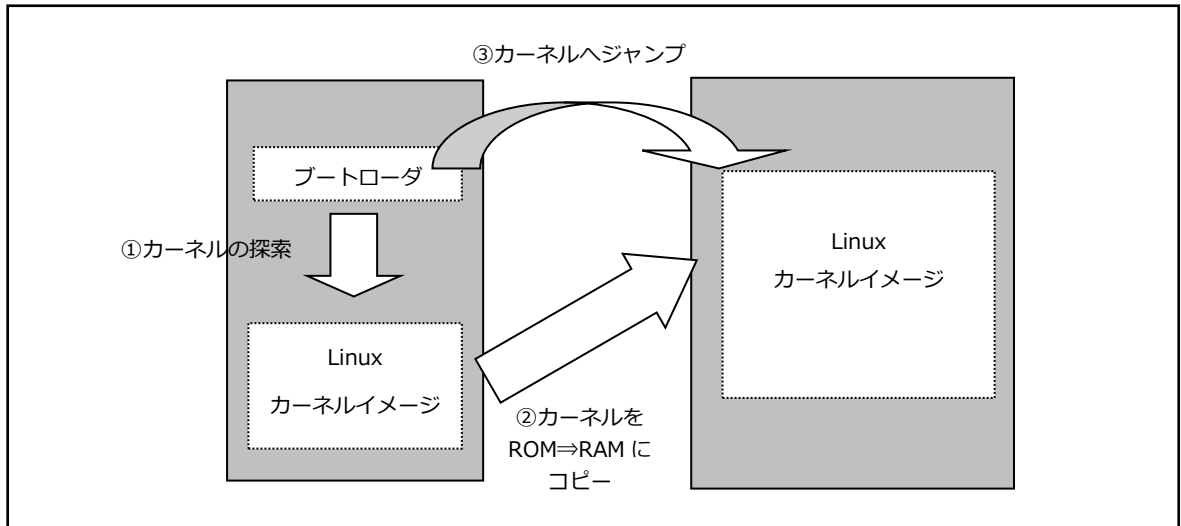 ③カーネルへジャンプ
ブートローダ
①カーネルの探索
Linux
カーネルイメージ
②カーネルを
ROM⇒RAM に
コピー
Linux
カーネルイメージ